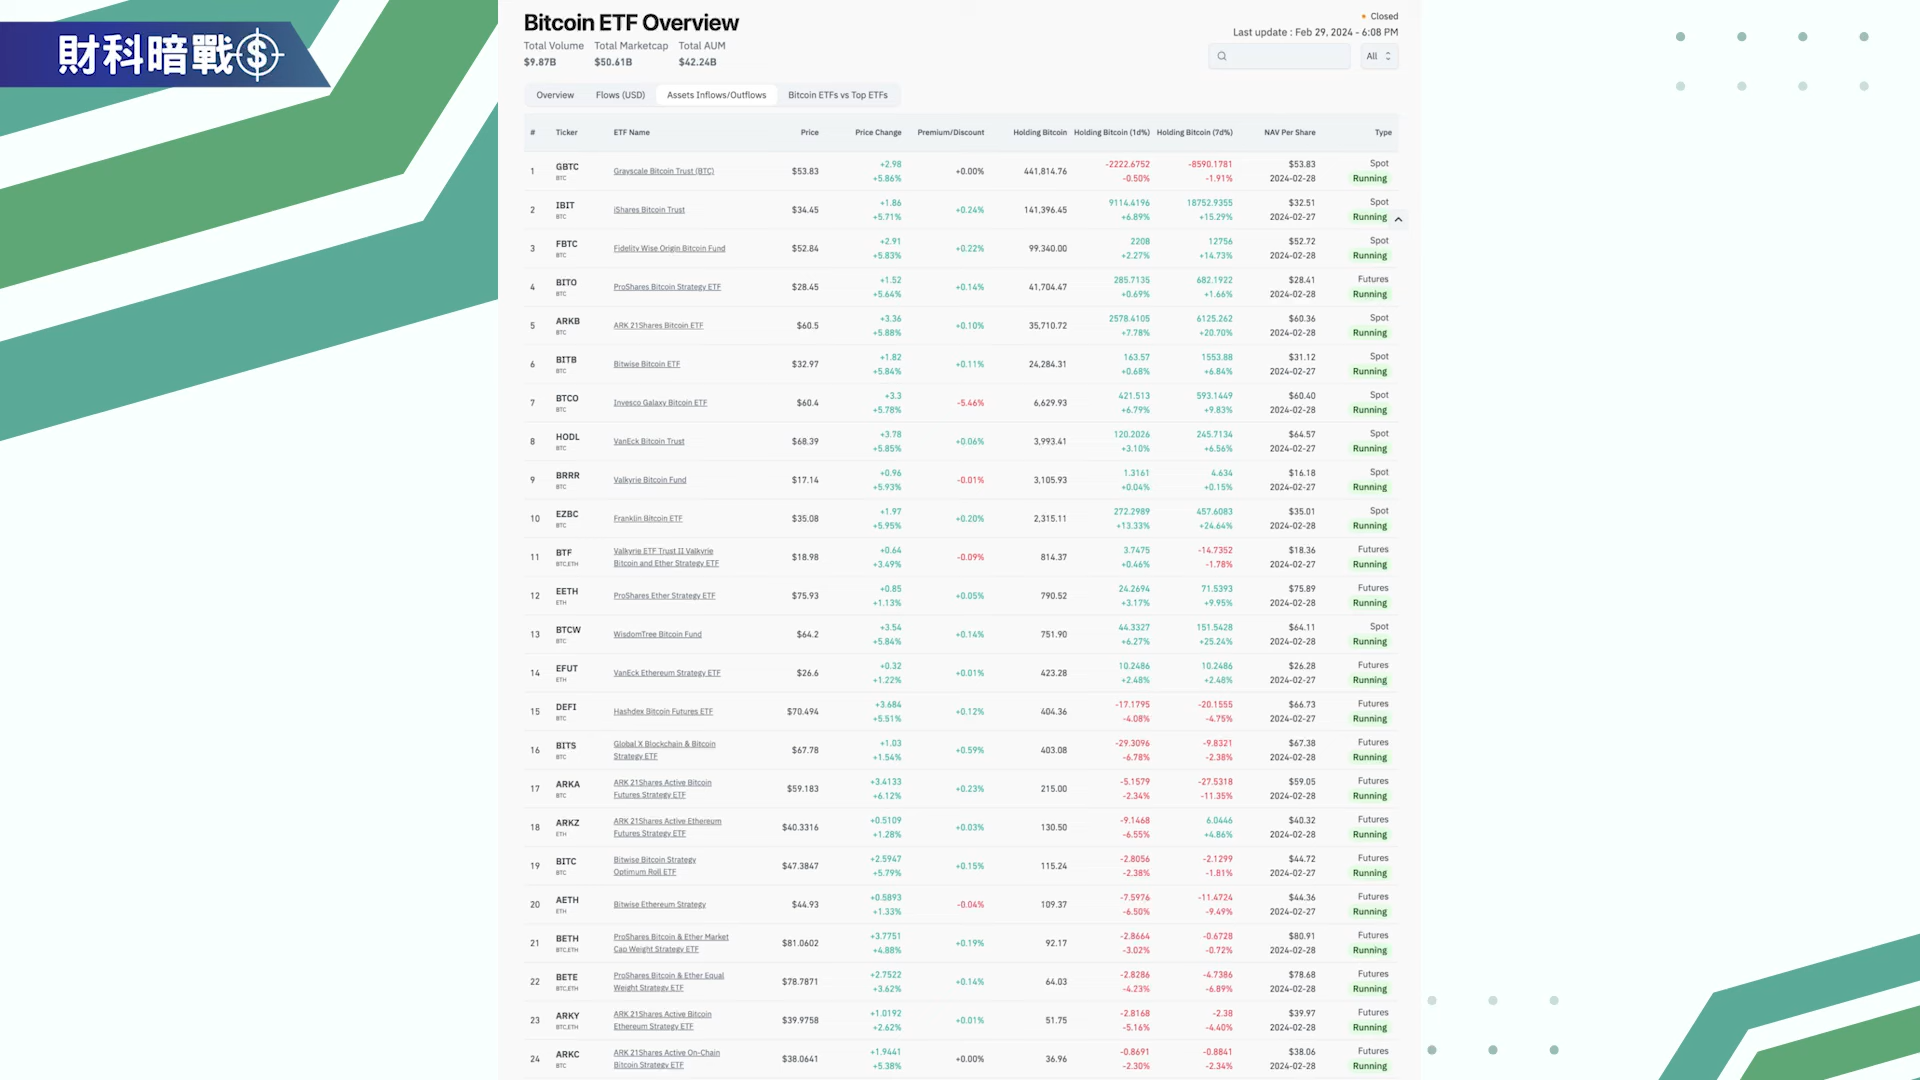 財科暗戰$
Bitcoin ETF Overview
Closed
Last update : Feb 29, 2024 - 6:08 PM
Total Volume Total Marketcap Total AUM
$9.87B $50.61B $42.24B
All
Overview Flows (USD) Assets Inflows/Outflows Bitcoin ETFs vs Top ETFs
# Ticker ETF Name Price Price Change Premium/Discount Holding Bitcoin Holding Bitcoin (1d%) Holding Bitcoin (7d%) NAV Per Share Type
1 GBTC BTC Grayscale Bitcoin Trust (BTC) $53.83 +2.98 +5.86% +0.00% 441,814.76 -2222.6752 -0.50% -8590.1781 -1.91% $53.83 2024-02-28 Spot Running
2 IBIT BTC iShares Bitcoin Trust $34.45 +1.86 +5.71% +0.24% 141,396.45 9114.4196 +6.89% 18752.9355 +15.29% $32.51 2024-02-27 Spot Running
3 FBTC BTC Fidelity Wise Origin Bitcoin Fund $52.84 +2.91 +5.83% +0.22% 99.340.00 2208 +2.27% 12756 +14.73% $52.72 2024-02-28 Spot Running
4 BITO BTC ProShares Bitcoin Strategy ETF $28.45 +1.52 +5.64% +0.14% 41,704.47 285.7135 +0.69% 682.1922 +1.66% $28.41 2024-02-28 Futures Running
5 ARKB BTC ARK 21Shares Bitcoin ETF $60.5 +3.36 +5.88% +0.10% 35,710.72 2578.4105 +7.78% 6125.262 +20.70% $60.36 2024-02-28 Spot Running
6 BITB BTC Bitwise Bitcoin ETF $32.97 +1.82 +5.84% +0.11% 24,284.31 163.57 +0.68% 1553.88 +6.84% $31.12 2024-02-27 Spot Running
7 BTCO BTC Invesco Galaxy Bitcoin ETF $60.4 +3.3 +5.78% -5.46% 6,629.93 421.513 +6.79% 593.1449 +9.83% $60.40 2024-02-28 Spot Running
8 HODL BTC VanEck Bitcoin Trust $68.39 +3.78 +5.85% +0.06% 3,993.41 120.2026 +3.10% 245.7134 +6.56% $64.57 2024-02-27 Spot Running
9 BRRR BTC Valkyrie Bitcoin Fund $17.14 +0.96 +5.93% -0.01% 3,105.93 1.3161 +0.04% 4.634 +0.15% $16.18 2024-02-27 Spot Running
10 EZBC BTC Franklin Bitcoin ETF $35.08 +1.97 +5.95% +0.20% 2,315.11 272.2989 +13.33% 457.6083 +24.64% $35.01 2024-02-28 Spot Running
11 BTF BTC,ETH Valkyrie ETF Trust II Valkyrie Bitcoin and Ether Strategy ETF $18.98 +0.64 +3.49% -0.09% 814.37 3.7475 +0.46% -14.7352 -1.78% $18.36 2024-02-27 Futures Running
12 EETH ETH ProShares Ether Strategy ETF $75.93 +0.85 +1.13% +0.05% 790.52 24.2694 +3.17% 71.5393 +9.95% $75.89 2024-02-28 Futures Running
13 BTCW BTC WisdomTree Bitcoin Fund $64.2 +3.54 +5.84% +0.14% 751.90 44.3327 +6.27% 151.5428 +25.24% $64.11 2024-02-28 Spot Running
14 EFUT ETH VanEck Ethereum Strategy ETF $26.6 +0.32 +1.22% +0.01% 423.28 10.2486 +2.48% 10.2486 +2.48% $26.28 2024-02-27 Futures Running
15 DEFI BTC Hashdex Bitcoin Futures ETF $70.494 +3.684 +5.51% +0.12% 404.36 -17.1795 -4.08% -20.1555 -4.75% $66.73 2024-02-27 Futures Running
16 BITS BTC Global X Blockchain & Bitcoin Strategy ETF $67.78 +1.03 +1.54% +0.59% 403.08 -29.3096 -6.78% -9.8321 -2.38% $67.38 2024-02-28 Futures Running
17 ARKA BTC ARK 21Shares Active Bitcoin Futures Strategy ETF $59.183 +3.4133 +6.12% +0.23% 215.00 -5.1579 -2.34% -27.5318 -11.35% $59.05 2024-02-28 Futures Running
18 ARKZ ETH ARK 21Shares Active Ethereum Futures Strategy ETF $40.3316 +0.5109 +1.28% +0.03% 130.50 -9.1468 -6.55% 6.0446 +4.86% $40.32 2024-02-28 Futures Running
19 BITC BTC Bitwise Bitcoin Strategy Optimum Roll ETF $47.3847 +2.5947 +5.79% +0.15% 115.24 -2.8056 -2.38% -2.1299 -1.81% $44.72 2024-02-27 Futures Running
20 AETH ETH Bitwise Ethereum Strategy $44.93 +0.5893 +1.33% -0.04% 109.37 -7.5976 -6.50% -11.4724 -9.49% $44.36 2024-02-27 Futures Running
21 BETH BTC,ETH ProShares Bitcoin & Ether Market Cap Weight Strategy ETF $81.0602 +3.7751 +4.88% +0.19% 92.17 -2.8664 -3.02% -0.6728 -0.72% $80.91 2024-02-28 Futures Running
22 BETE BTC,ETH ProShares Bitcoin & Ether Equal Weight Strategy ETF $78.7871 +2.7522 +3.62% +0.14% 64.03 -2.8286 -4.23% -4.7386 -6.89% $78.68 2024-02-28 Futures Running
23 ARKY BTC,ETH ARK 21Shares Active Bitcoin Ethereum Strategy ETF $39.9758 +1.0192 +2.62% +0.01% 51.75 -2.8168 -5.16% -2.38 -4.40% $39.97 2024-02-28 Futures Running
24 ARKC BTC ARK 21Shares Active On-Chain Bitcoin Strategy ETF $38.0641 +1.9441 +5.38% +0.00% 36.96 -0.8691 -2.30% -0.8841 -2.34% $38.06 2024-02-28 Futures Running